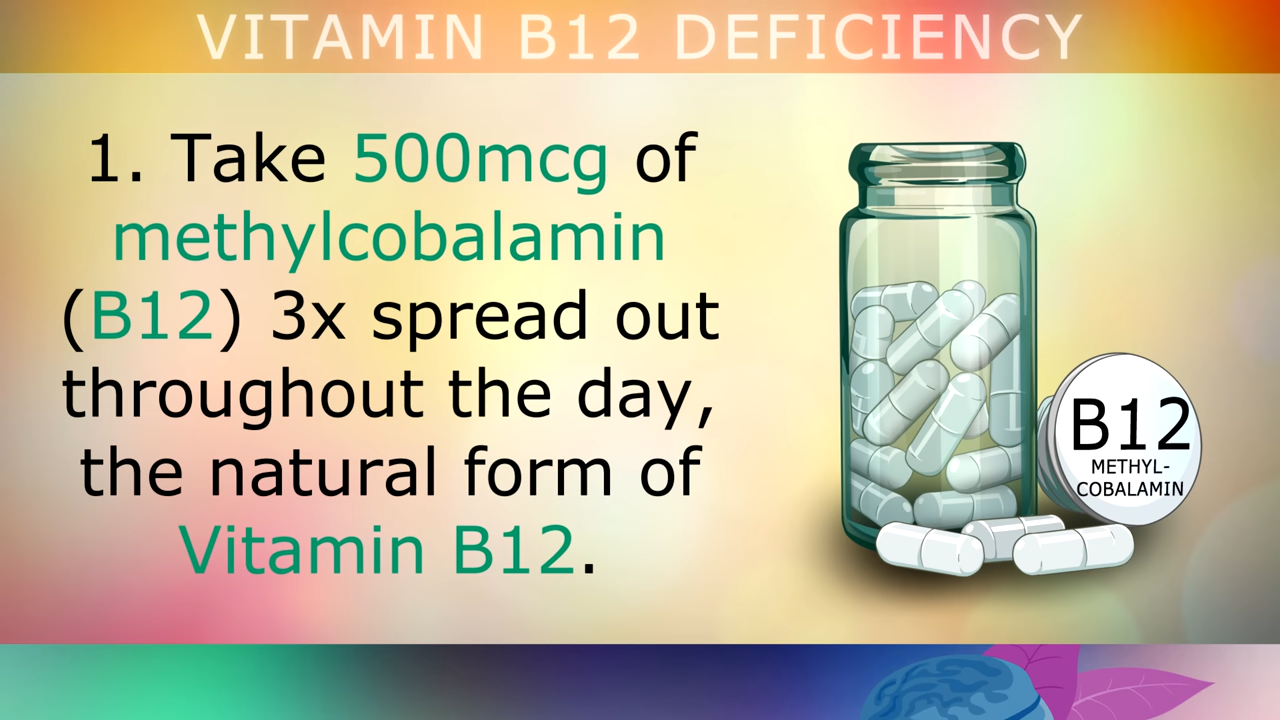 VITAMIN B12 DEFICIENCY
1. Take 500mcg of
methylcobalamin
(B12) 3x spread out
throughout the day,
the natural form of
Vitamin B12.
B12
METHYL-
COBALAMIN